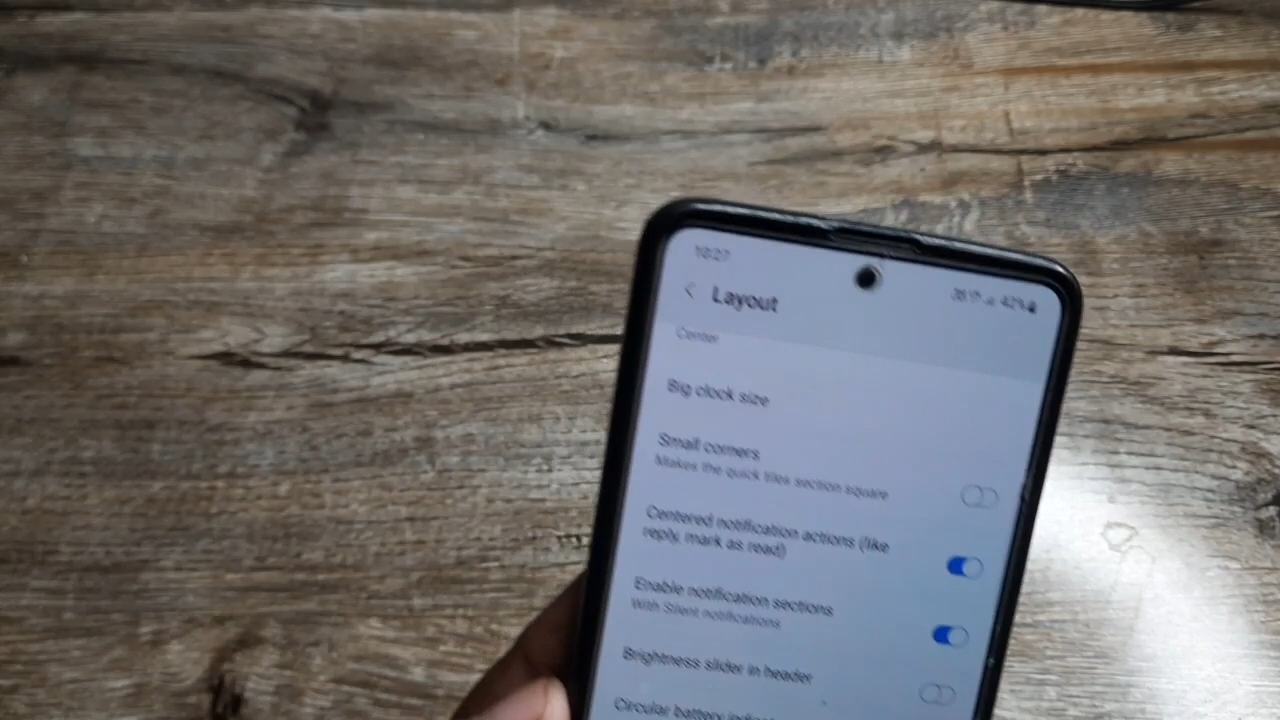 10:27
42%
Layout
Center
Big clock size
Small corners
Makes the quick tiles section square
Centered notification actions (like
reply, mark as read)
Enable notification sections
With Silent notifications
Brightness slider in header
Circular battery